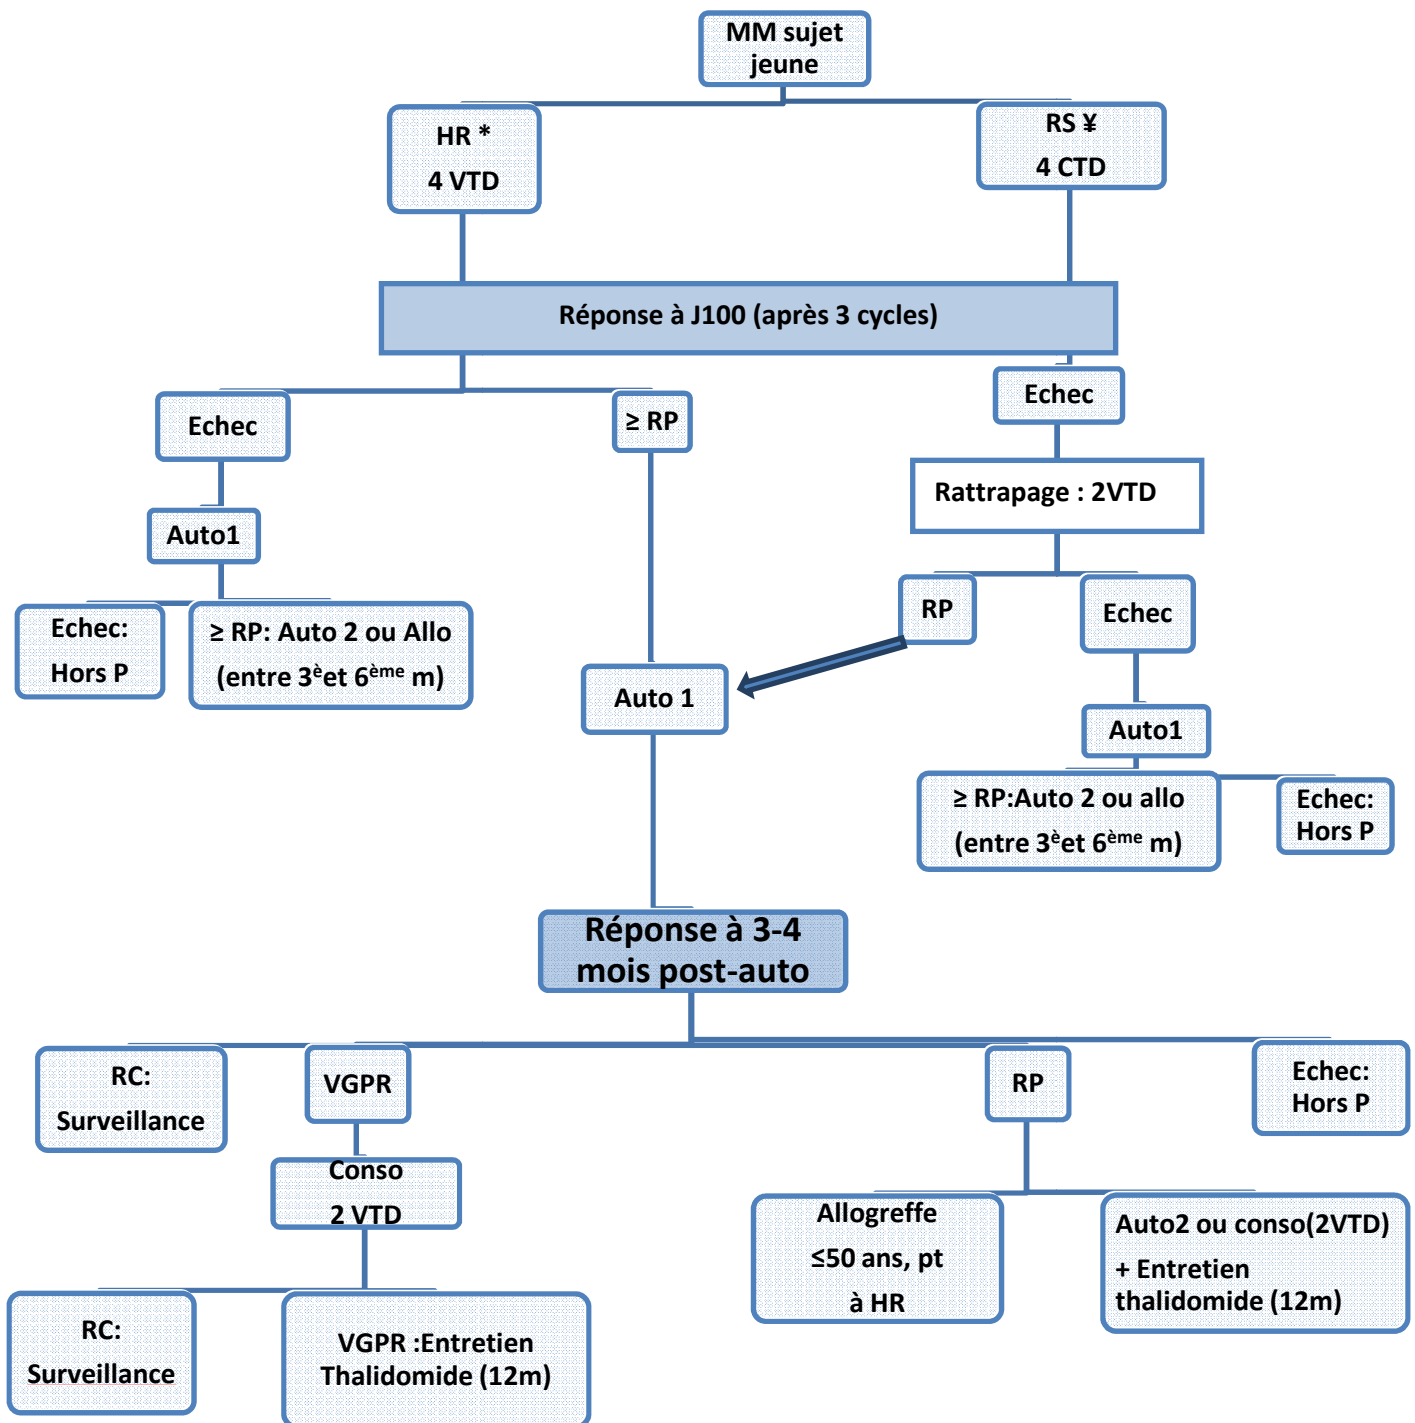 MM sujet
jeune
HR *
4 VTD
RS ¥
4 CTD
Réponse à J100 (après 3 cycles)
Echec
≥ RP
Echec
Rattrapage : 2VTD
Auto1
RP
Echec
Echec:
Hors P
≥ RP: Auto 2 ou Allo
(entre 3è et 6ème m)
Auto 1
Auto1
≥ RP:Auto 2 ou allo
(entre 3è et 6ème m)
Echec:
Hors P
Réponse à 3-4
mois post-auto
RC:
Surveillance
VGPR
RP
Echec:
Hors P
Conso
2 VTD
Allogreffe
≤50 ans, pt
à HR
Auto2 ou conso(2VTD)
+ Entretien
thalidomide (12m)
RC:
Surveillance
VGPR :Entretien
Thalidomide (12m)